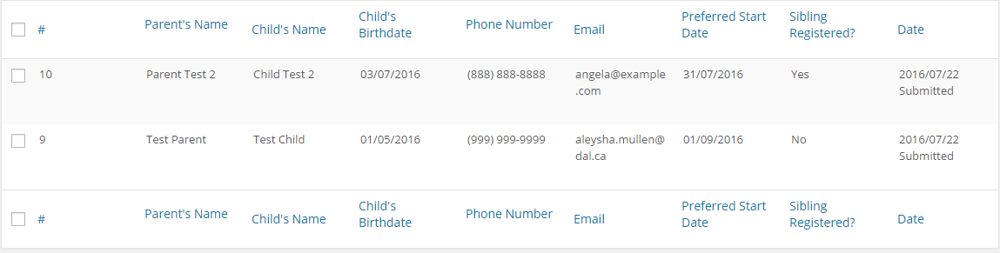 # Parent's Name Child's Name Child's Birthdate Phone Number Email Preferred Start Date Sibling Registered? Date
10 Parent Test 2 Child Test 2 03/07/2016 (888) 888-8888 angela@example.com 31/07/2016 Yes 2016/07/22 Submitted
9 Test Parent Test Child 01/05/2016 (999) 999-9999 aleysha.mullen@dal.ca 01/09/2016 No 2016/07/22 Submitted
# Parent's Name Child's Name Child's Birthdate Phone Number Email Preferred Start Date Sibling Registered? Date